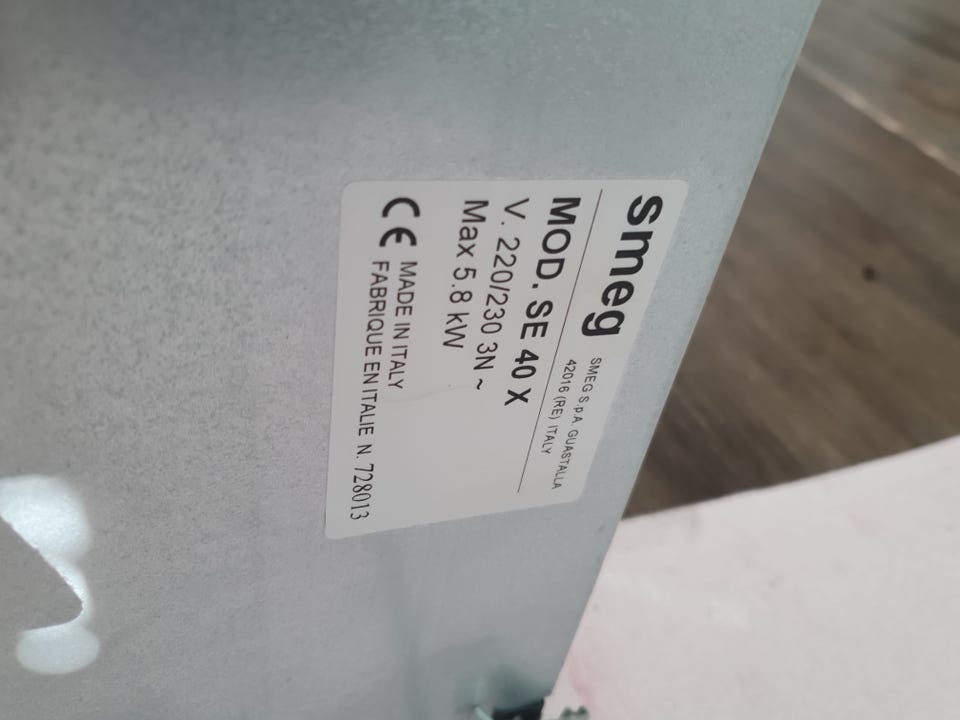 smeg
SMEG S.p.A. GUASTALLA
42016 (RE) ITALY
MOD. SE 40 X
V. 220/230 3N ~
Max 5.8 kW
CE MADE IN ITALY
FABRIQUE EN ITALIE N. 728013